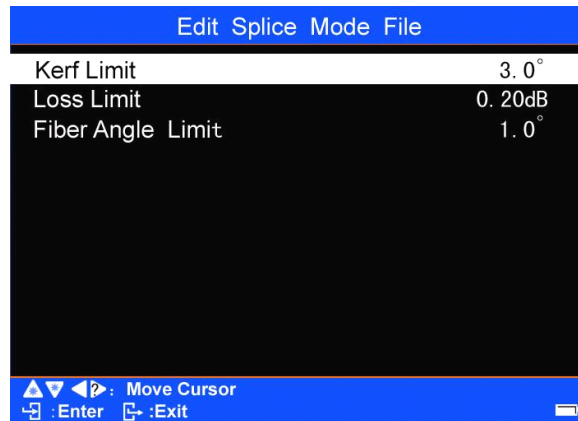 Edit Splice Mode File
Kerf Limit 3.0°
Loss Limit 0.20dB
Fiber Angle Limit 1.0°
?: Move Cursor
:Enter :Exit